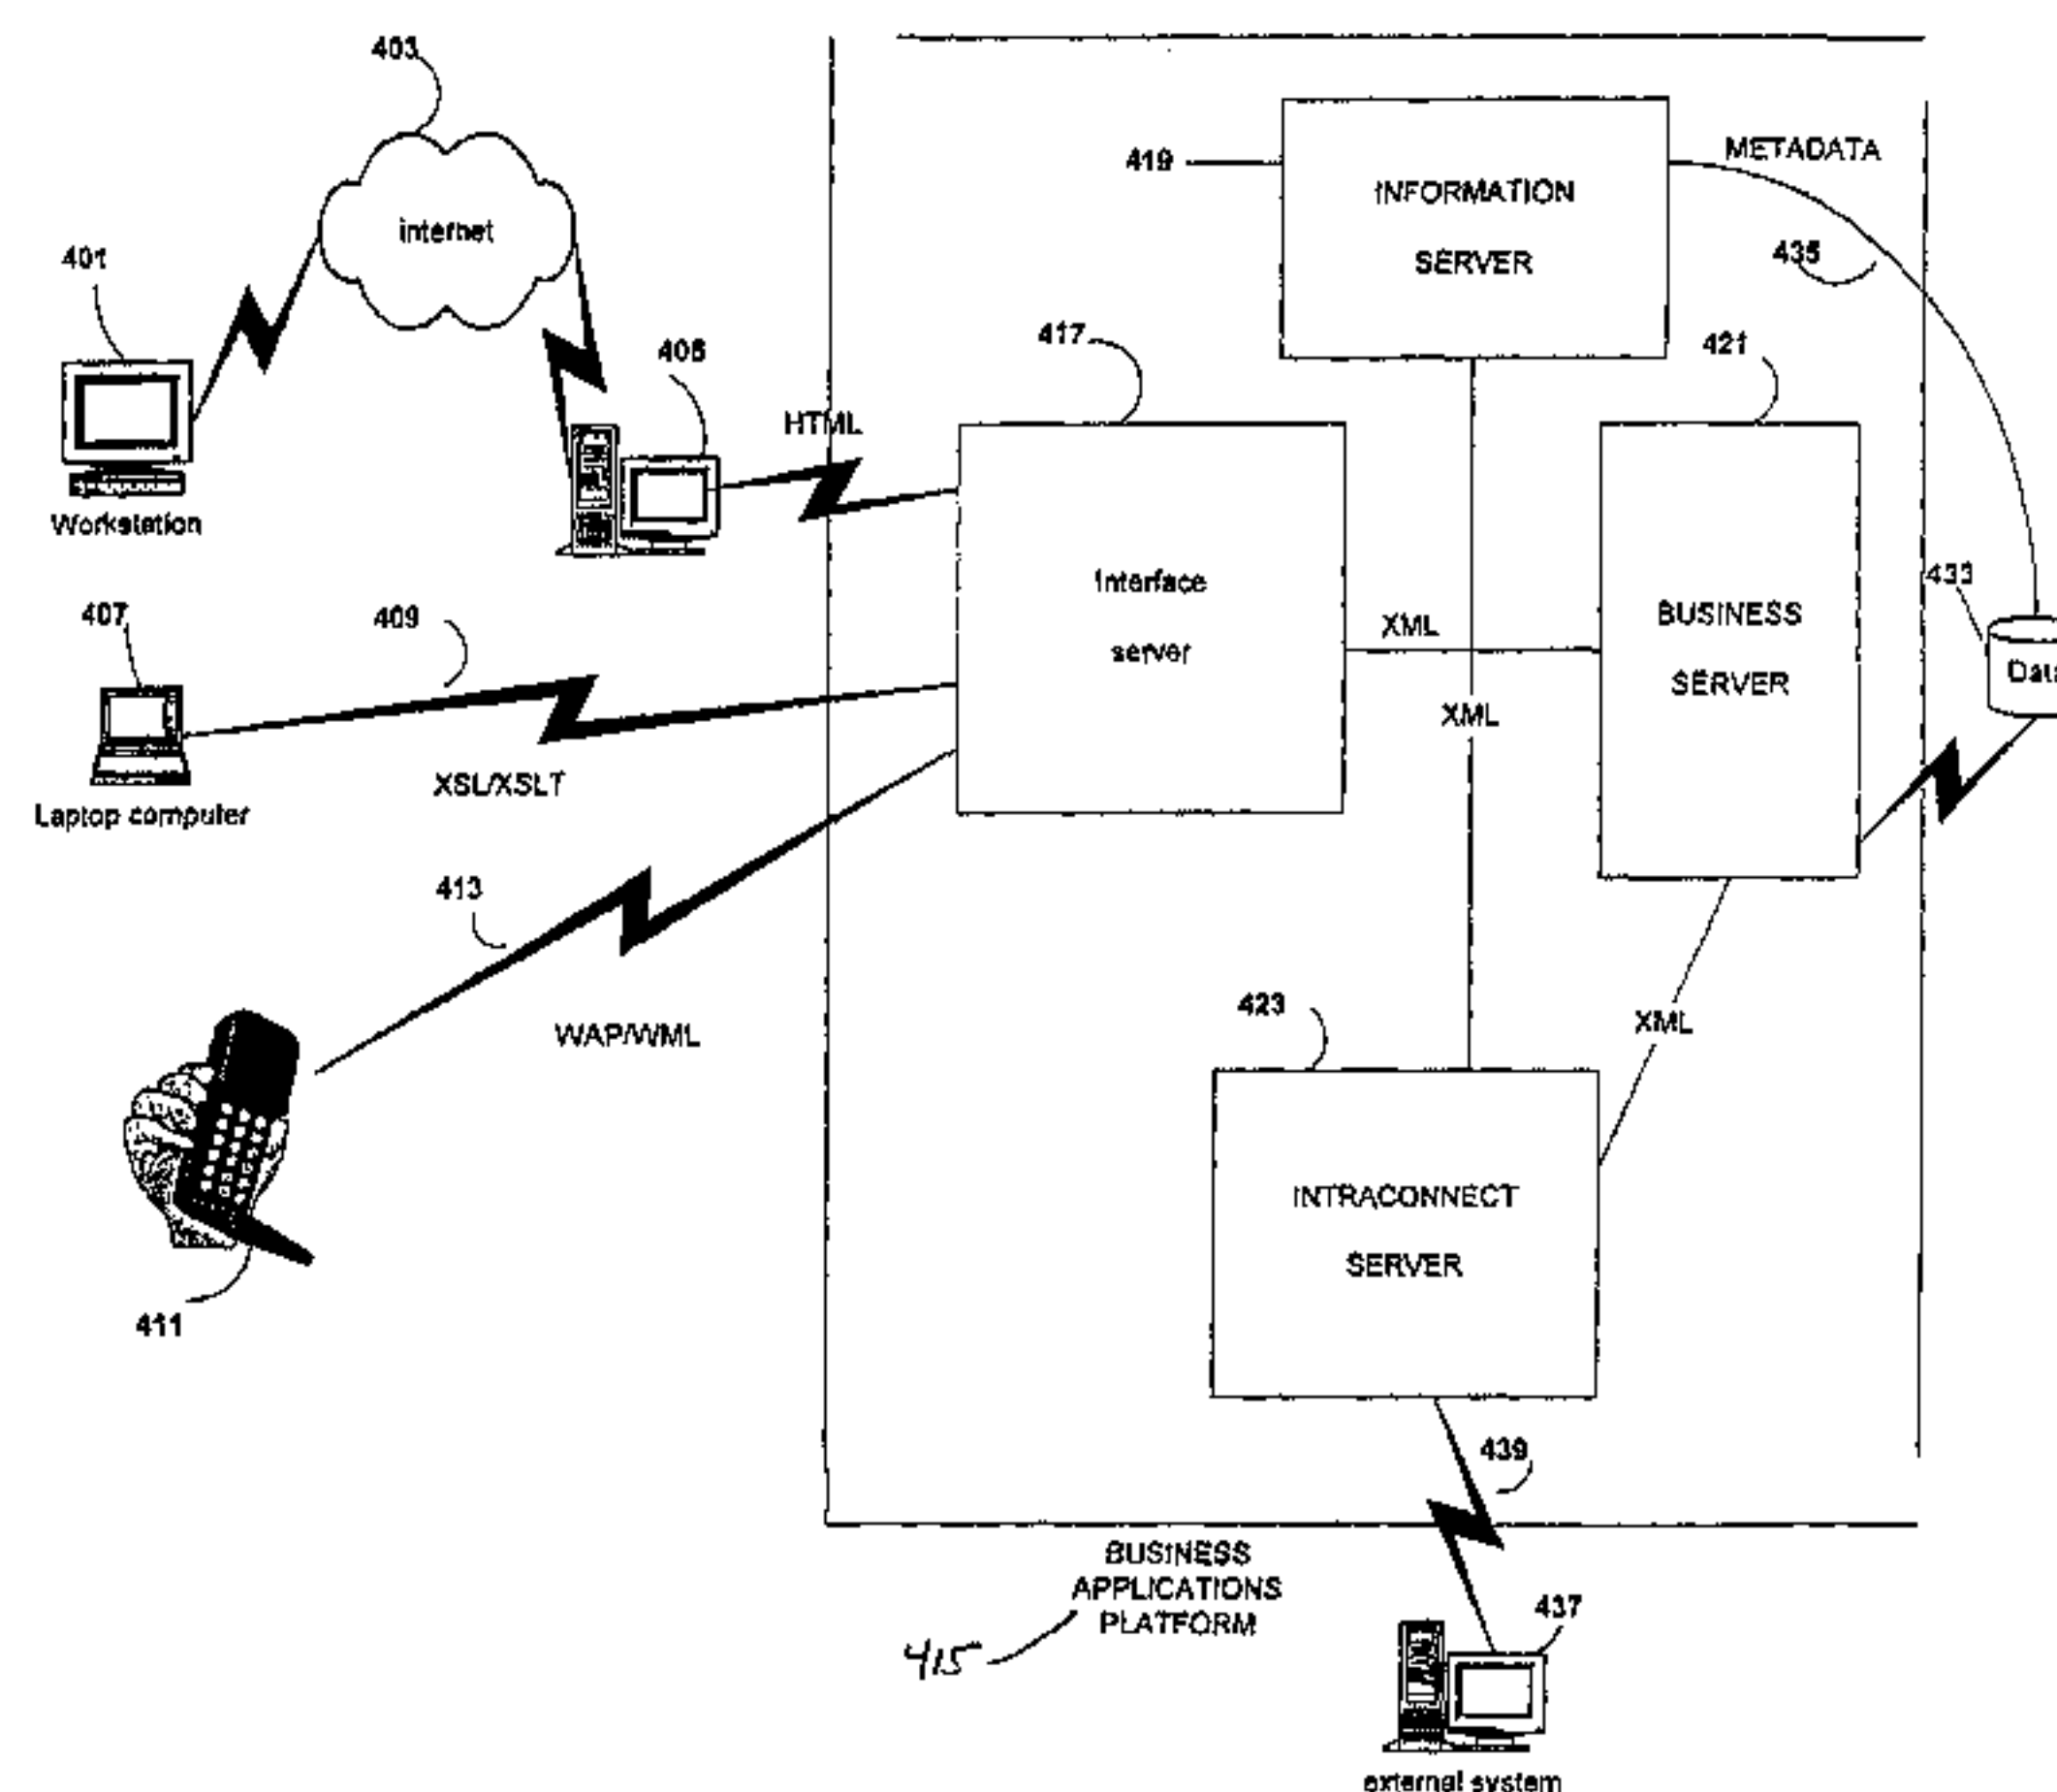 403
419
METADATA
INFORMATION
SERVER
internet
435
401
417
421
405
HTML
Workstation
Interface
server
433
407
409
XML
BUSINESS
SERVER
Data
XML
XSL/XSLT
Laptop computer
413
423
XML
WAP/WML
INTRACONNECT
SERVER
411
439
BUSINESS
APPLICATIONS
PLATFORM
415
437
external system